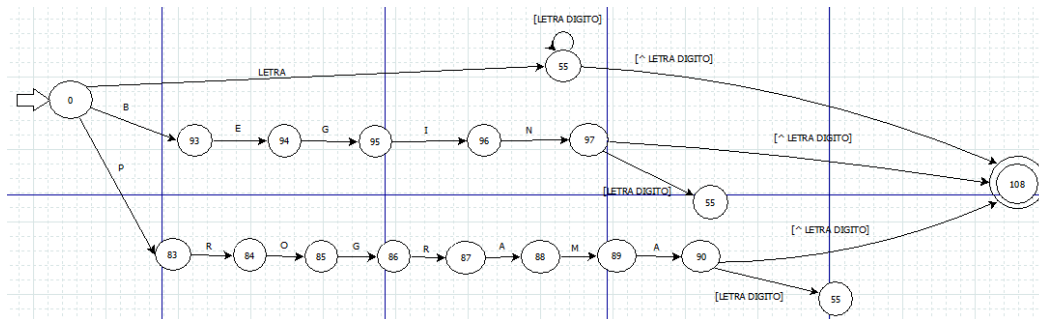 [LETRA DIGITO]
LETRA
55
[^ LETRA DIGITO]
0
B
93
E
94
G
95
I
96
N
97
[^ LETRA DIGITO]
P
[LETRA DIGITO]
55
108
83
R
84
O
85
G
86
R
87
A
88
M
89
A
90
[^ LETRA DIGITO]
[LETRA DIGITO]
55